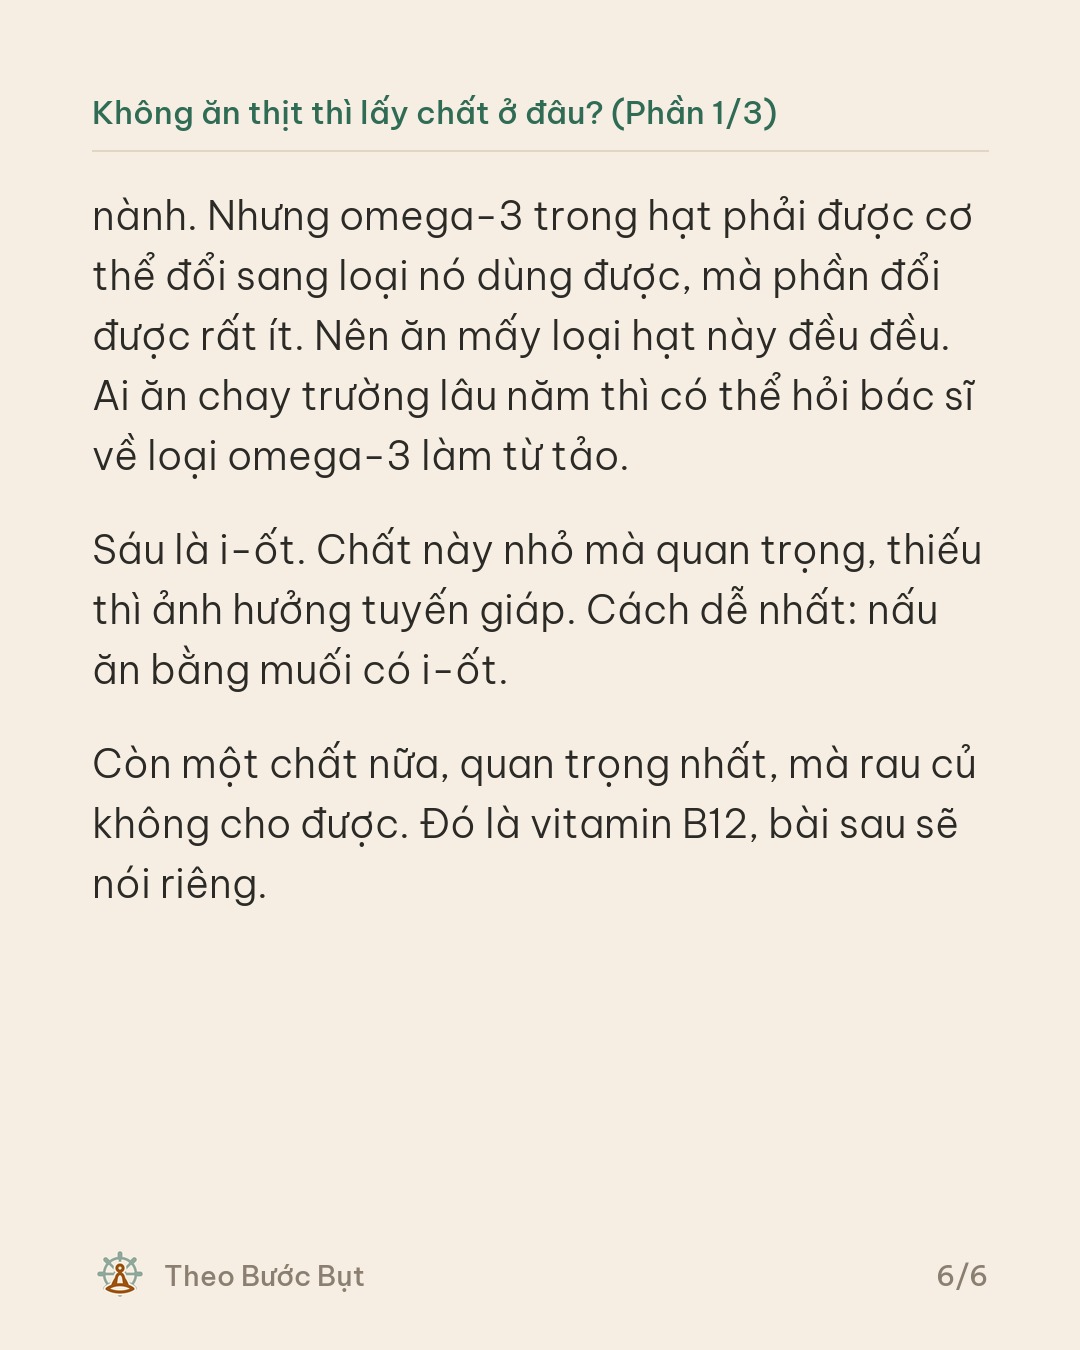 Không ăn thịt thì lấy chất ở đâu? (Phần 1/3)
nành. Nhưng omega-3 trong hạt phải được cơ
thể đổi sang loại nó dùng được, mà phần đổi
được rất ít. Nên ăn mấy loại hạt này đều đều.
Ai ăn chay trường lâu năm thì có thể hỏi bác sĩ
về loại omega-3 làm từ tảo.
Sáu là i-ốt. Chất này nhỏ mà quan trọng, thiếu
thì ảnh hưởng tuyến giáp. Cách dễ nhất: nấu
ăn bằng muối có i-ốt.
Còn một chất nữa, quan trọng nhất, mà rau củ
không cho được. Đó là vitamin B12, bài sau sẽ
nói riêng.
Theo Bước Bụt
6/6